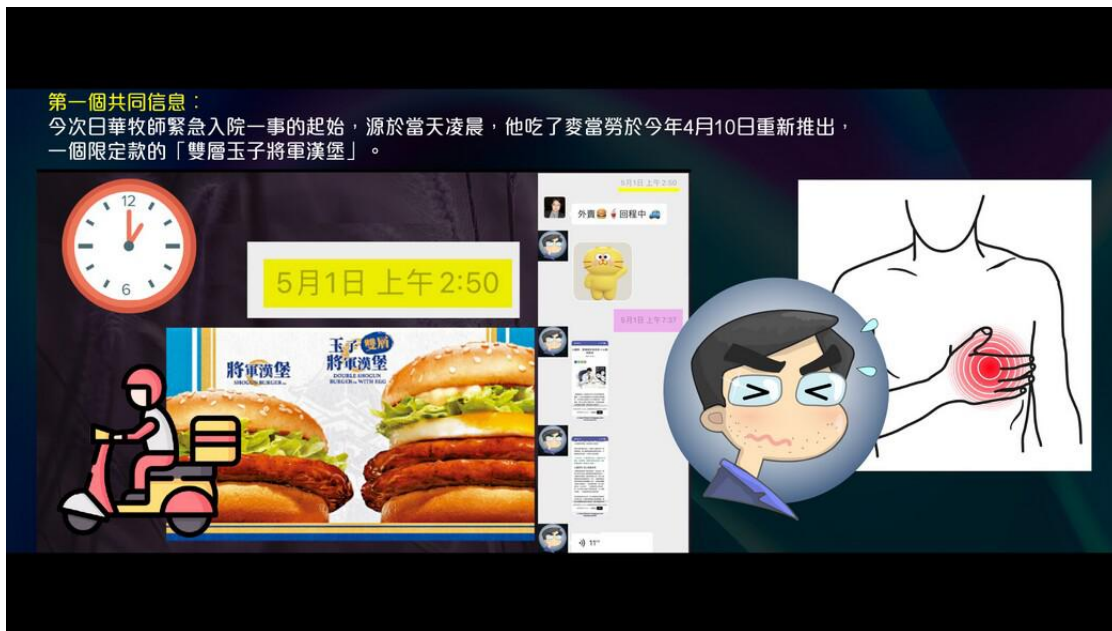 第一個共同信息：
今次日華牧師緊急入院一事的起始，源於當天凌晨，他吃了麥當勞於今年4月10日重新推出，
一個限定款的「雙層玉子將軍漢堡」。
12
6
5月1日 上午 2:50
將軍漢堡
SHOGUN BURGER
玉子 雙層
將軍漢堡
DOUBLE SHOGUN
BURGER WITH EGG
5月1日 上午 2:50
外賣🍔🍟回程中🚙
5月1日 上午 7:37
11"